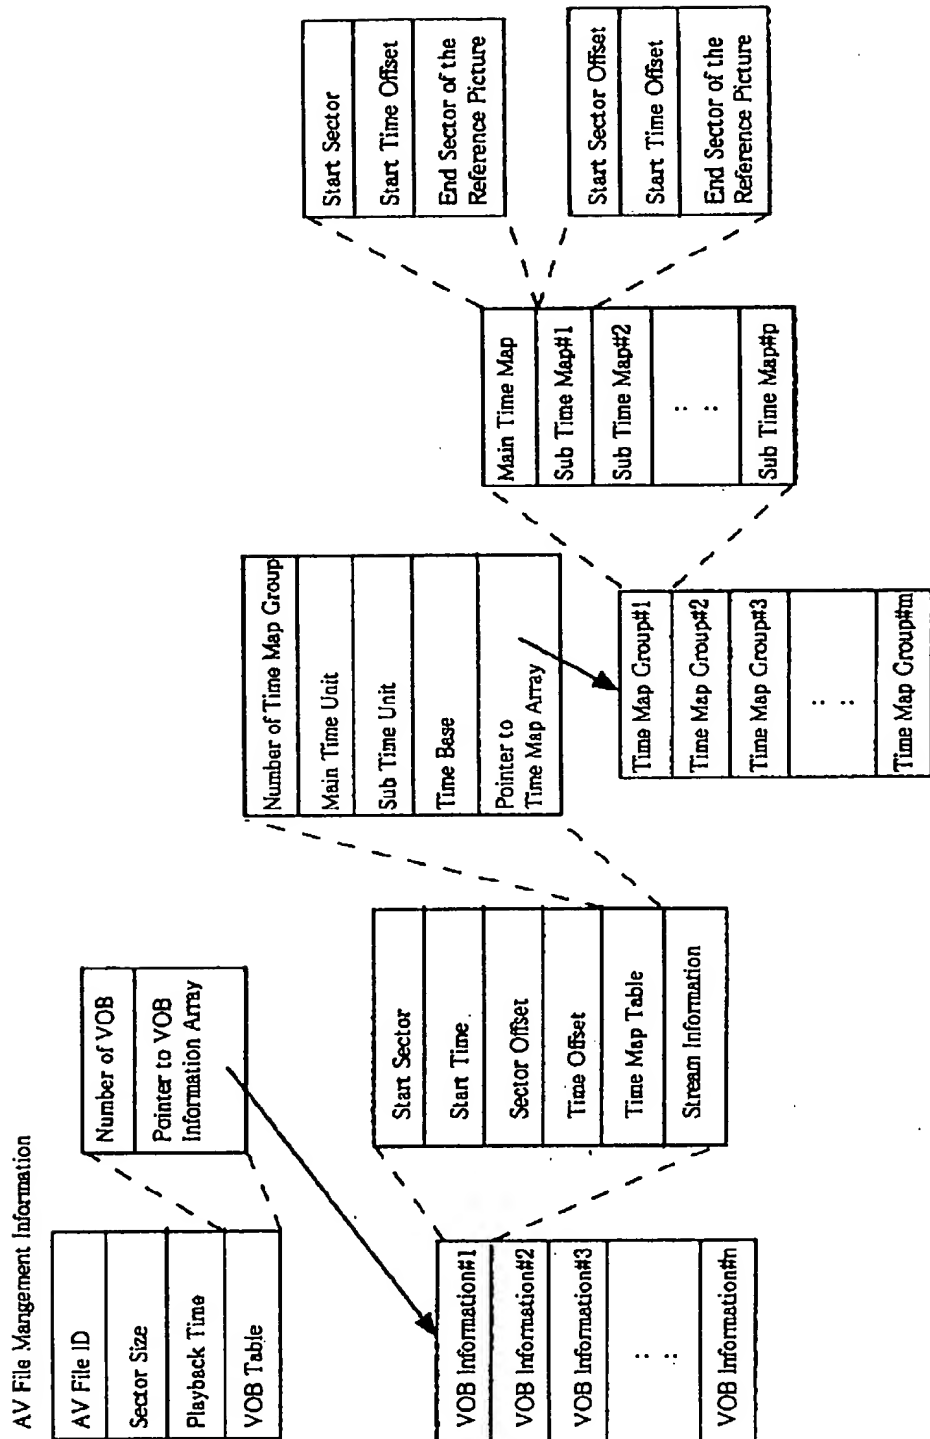 AV File Mangement Information
AV File ID
Sector Size
Playback Time
VOB Table
Number of VOB
Pointer to VOB
Information Array
VOB Information#1
VOB Information#2
VOB Information#3
: :
VOB Information#n
Start Sector
Start Time
Sector Offset
Time Offset
Time Map Table
Stream Information
Number of Time Map Group
Main Time Unit
Sub Time Unit
Time Base
Pointer to
Time Map Array
Time Map Group#1
Time Map Group#2
Time Map Group#3
: :
Time Map Group#m
Main Time Map
Sub Time Map#1
Sub Time Map#2
: :
Sub Time Map#p
Start Sector
Start Time Offset
End Sector of the
Reference Picture
Start Sector Offset
Start Time Offset
End Sector of the
Reference Picture